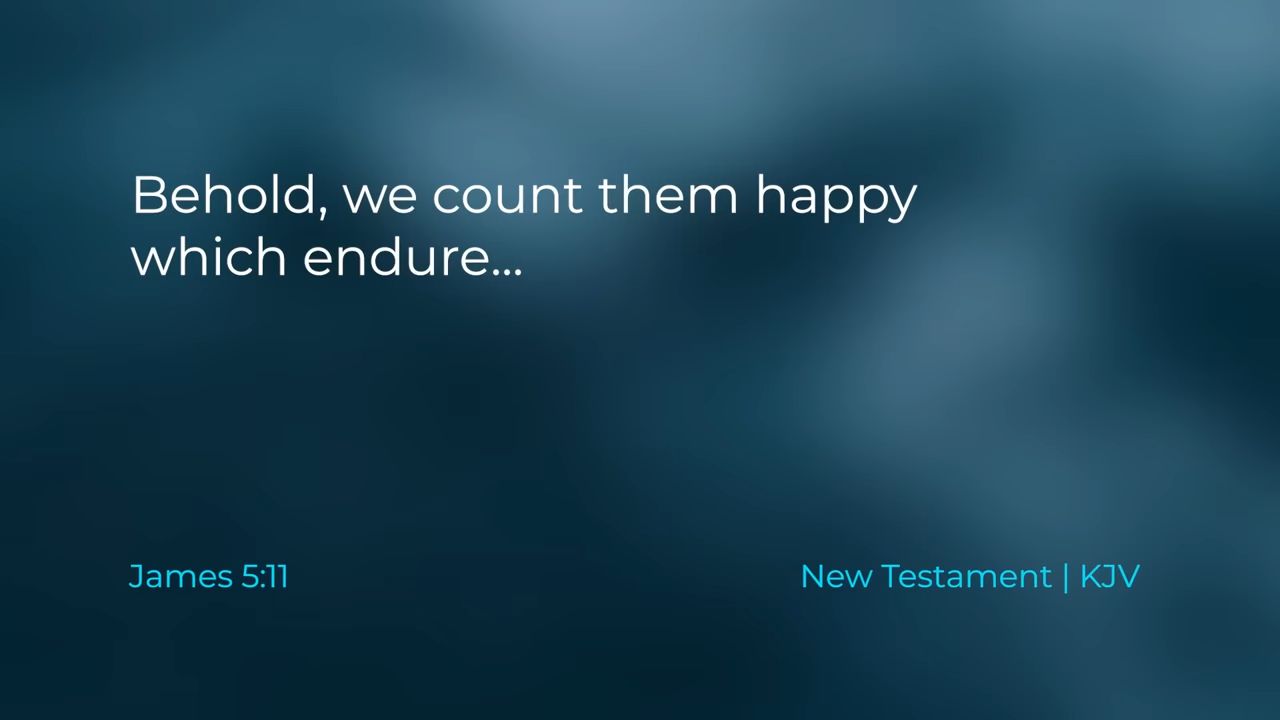 Behold, we count them happy
which endure...
James 5:11
New Testament | KJV